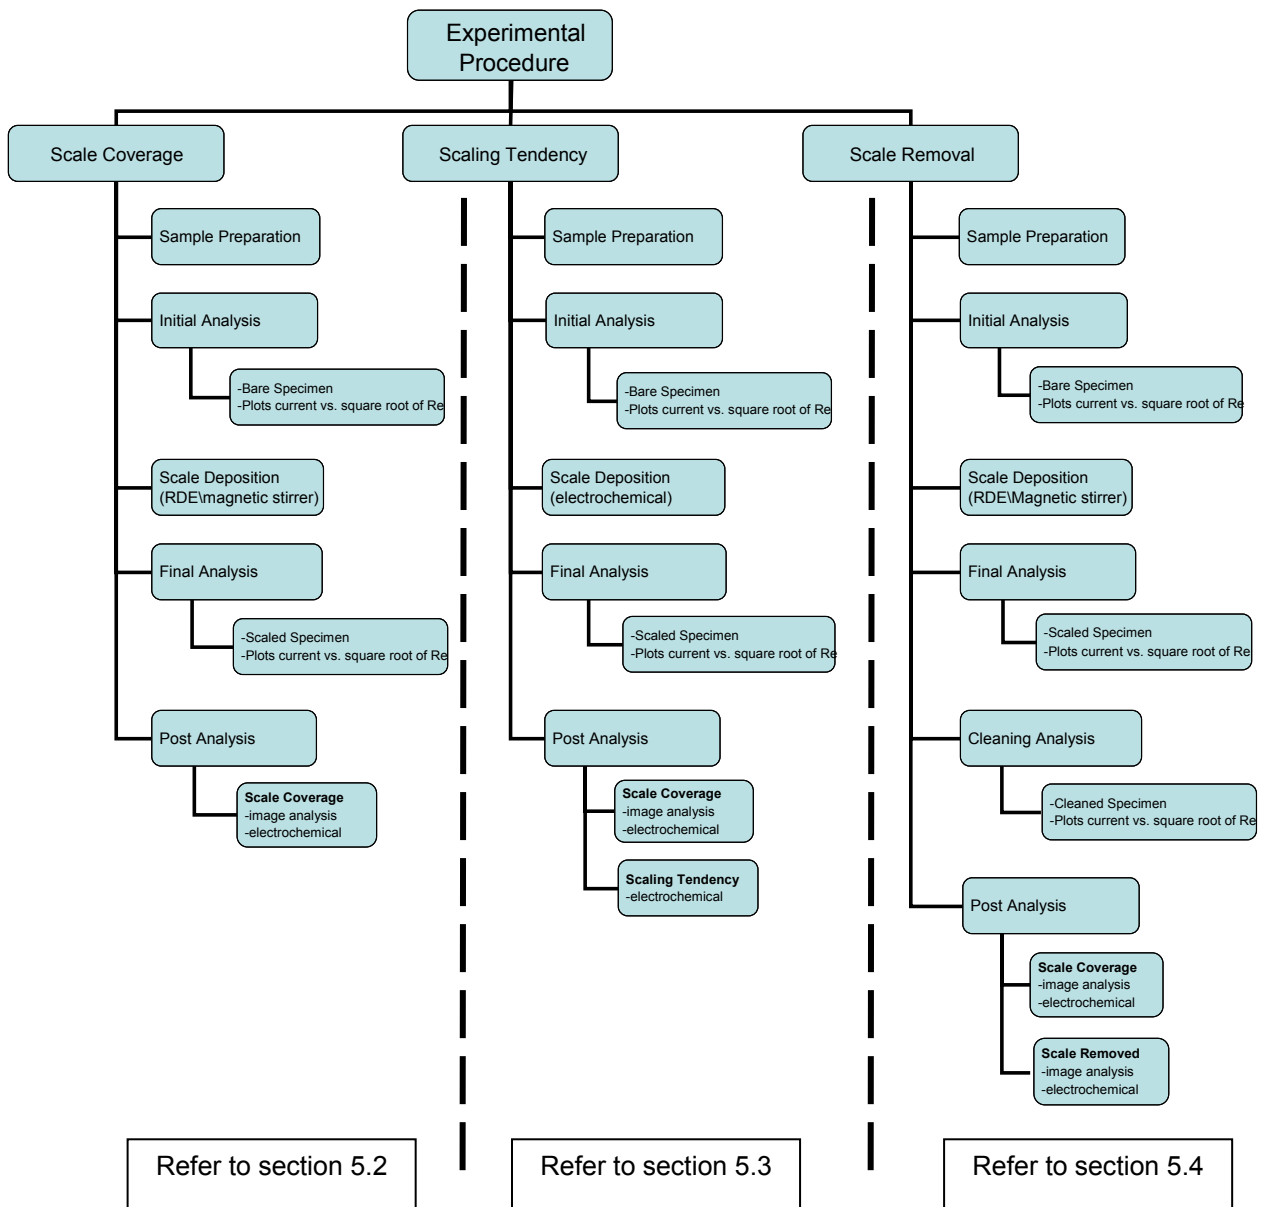 Experimental
Procedure
Scale Coverage
Sample Preparation
Initial Analysis
-Bare Specimen
-Plots current vs. square root of Re
Scale Deposition
(RDE\magnetic stirrer)
Final Analysis
-Scaled Specimen
-Plots current vs. square root of Re
Post Analysis
Scale Coverage
-image analysis
-electrochemical
Refer to section 5.2
Scaling Tendency
Sample Preparation
Initial Analysis
-Bare Specimen
-Plots current vs. square root of Re
Scale Deposition
(electrochemical)
Final Analysis
-Scaled Specimen
-Plots current vs. square root of Re
Post Analysis
Scale Coverage
-image analysis
-electrochemical
Scaling Tendency
-electrochemical
Refer to section 5.3
Scale Removal
Sample Preparation
Initial Analysis
-Bare Specimen
-Plots current vs. square root of Re
Scale Deposition
(RDE\Magnetic stirrer)
Final Analysis
-Scaled Specimen
-Plots current vs. square root of Re
Cleaning Analysis
-Cleaned Specimen
-Plots current vs. square root of Re
Post Analysis
Scale Coverage
-image analysis
-electrochemical
Scale Removed
-image analysis
-electrochemical
Refer to section 5.4